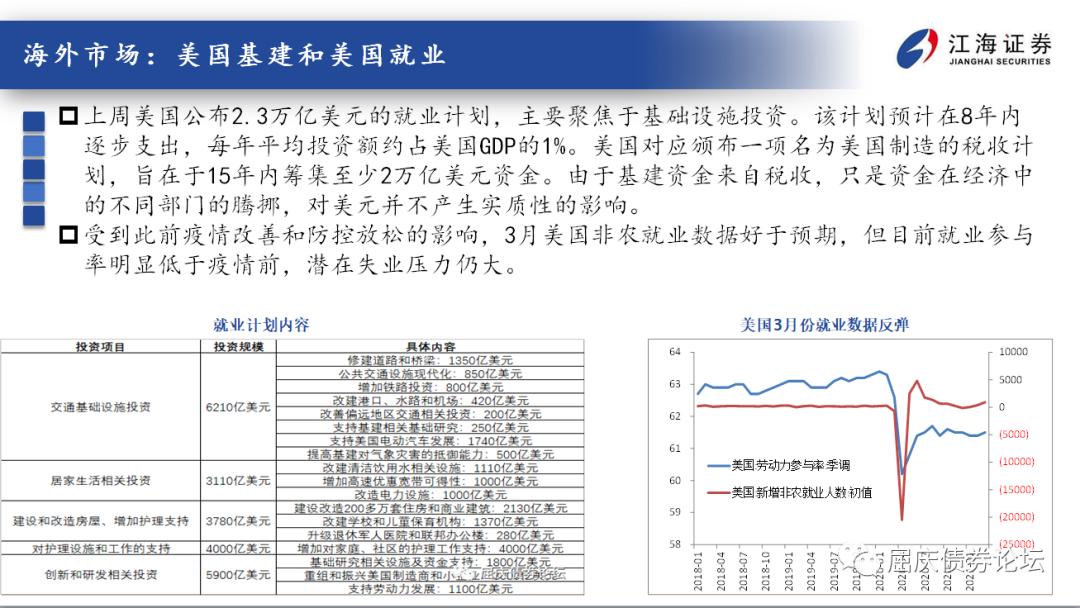 海外市场：美国基建和美国就业
江海证券
JIANGHAI SECURITIES
上周美国公布2.3万亿美元的就业计划，主要聚焦于基础设施投资。该计划预计在8年内
逐步支出，每年平均投资额约占美国GDP的1%。美国对应颁布一项名为美国制造的税收计
划，旨在于15年内筹集至少2万亿美元资金。由于基建资金来自税收，只是资金在经济中
的不同部门的腾挪，对美元并不产生实质性的影响。
受到此前疫情改善和防控放松的影响，3月美国非农就业数据好于预期，但目前就业参与
率明显低于疫情前，潜在失业压力仍大。
就业计划内容
投资项目 投资规模 具体内容
交通基础设施投资 6210亿美元
修建道路和桥梁：1350亿美元
公共交通设施现代化：850亿美元
增加铁路投资：800亿美元
改建港口、水路和机场：420亿美元
改善偏远地区交通相关投资：200亿美元
支持基建相关基础研究：250亿美元
支持美国电动汽车发展：1740亿美元
提高基建对气象灾害的抵御能力：500亿美元
居家生活相关投资 3110亿美元
改建清洁饮用水相关设施：1110亿美元
增加高速优惠宽带可得性：1000亿美元
改造电力设施：1000亿美元
建设和改造房屋、增加护理支持 3780亿美元
建设改造200多万套住房和商业建筑：2130亿美元
改建学校和儿童保育机构：1370亿美元
升级退休军人医院和联邦办公楼：280亿美元
对护理设施和工作的支持 4000亿美元 增加对家庭、社区的护理工作支持：4000亿美元
创新和研发相关投资 5900亿美元
基础研究相关设施及资金支持：1800亿美元
重组和振兴美国制造商和小企业
支持劳动力发展：1100亿美元
美国3月份就业数据反弹
64
63
62
61
60
59
58
10000
5000
0
(5000)
(10000)
(15000)
(20000)
(25000)
美国:劳动力参与率:季调
美国:新增非农就业人数:初值
2018-01
2018-04
2018-07
2018-10
2019-01
2019-04
2019-07
2019-10
屈庆债券论坛